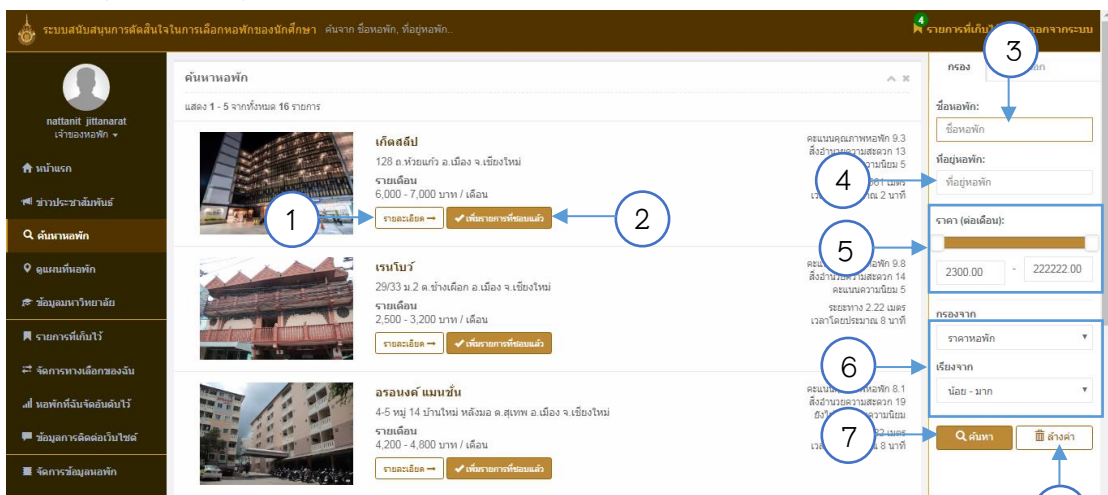 ระบบสนับสนุนการตัดสินใจในการเลือกหอพักของนักศึกษา ค้นจาก ชื่อหอพัก, ที่อยู่หอพัก..
4
รายการที่เก็บไว้
ออกจากระบบ
nattanit jittanarat
เจ้าของหอพัก
หน้าแรก
ข่าวประชาสัมพันธ์
ค้นหาหอพัก
ดูแผนที่หอพัก
ข้อมูลมหาวิทยาลัย
รายการที่เก็บไว้
จัดการทางเลือกของฉัน
หอพักที่ฉันจัดอันดับไว้
ข้อมูลการติดต่อเว็บไซต์
จัดการข้อมูลหอพัก
ค้นหาหอพัก
แสดง 1 - 5 จากทั้งหมด 16 รายการ
เก็ตสลีป
128 ถ.ห้วยแก้ว อ.เมือง จ.เชียงใหม่
รายเดือน
6,000 - 7,000 บาท / เดือน
รายละเอียด → ✔ เพิ่มรายการที่ชอบแล้ว
1
2
คะแนนคุณภาพหอพัก 9.3
สิ่งอำนวยความสะดวก 13
เมตร
2 นาที
เรนโบว์
29/33 ม.2 ต.ช้างเผือก อ.เมือง จ.เชียงใหม่
รายเดือน
2,500 - 3,200 บาท / เดือน
รายละเอียด → ✔ เพิ่มรายการที่ชอบแล้ว
9.8
14
คะแนนความนิยม 5
ระยะทาง 2.22 เมตร
เวลาโดยประมาณ 8 นาที
อรอนงค์ แมนชั่น
4-5 หมู่ 14 บ้านใหม่ หลังมอ ต.สุเทพ อ.เมือง จ.เชียงใหม่
รายเดือน
4,200 - 4,800 บาท / เดือน
รายละเอียด → ✔ เพิ่มรายการที่ชอบแล้ว
8.1
สิ่งอำนวยความสะดวก 19
เมตร
8 นาที
กรอง
3
ชื่อหอพัก:
ชื่อหอพัก
ที่อยู่หอพัก:
4
ที่อยู่หอพัก
ราคา (ต่อเดือน):
5
2300.00 - 222222.00
กรองจาก
ราคาหอพัก
6
เรียงจาก
น้อย - มาก
7
ค้นหา
ล้างค่า